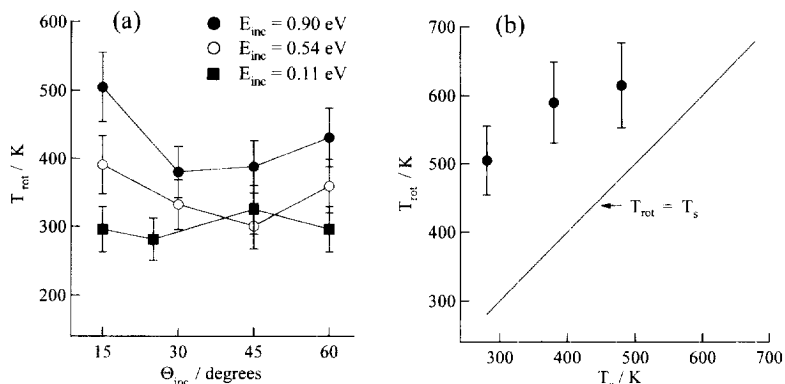 (a)
E_inc = 0.90 eV
E_inc = 0.54 eV
E_inc = 0.11 eV
600
500
400
300
200
T_rot / K
15 30 45 60
Θ_inc / degrees
(b)
700
600
500
400
300
T_rot / K
T_rot = T_s
300 400 500 600 700
T_s / K